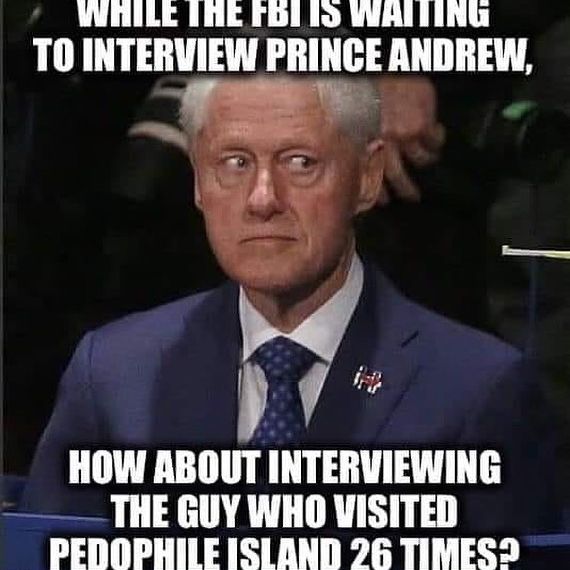 WHILE THE FBI IS WAITING
TO INTERVIEW PRINCE ANDREW,
HOW ABOUT INTERVIEWING
THE GUY WHO VISITED
PEDOPHILE ISLAND 26 TIMES?